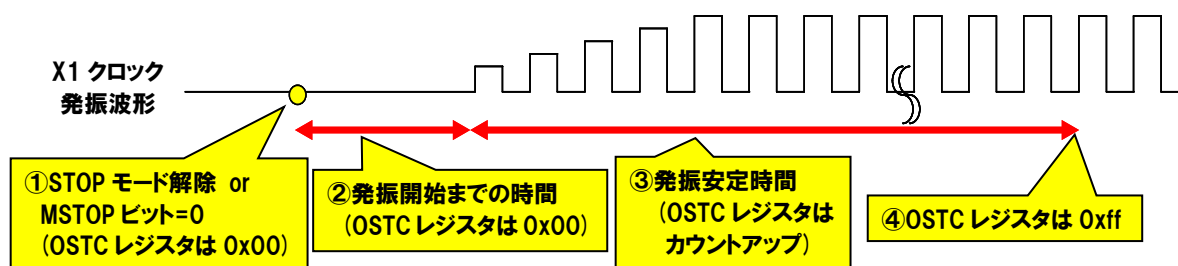 X1 クロック
発振波形
①STOP モード解除 or
MSTOP ビット=0
(OSTC レジスタは 0x00)
②発振開始までの時間
(OSTC レジスタは 0x00)
③発振安定時間
(OSTC レジスタは
カウントアップ)
④OSTC レジスタは 0xff